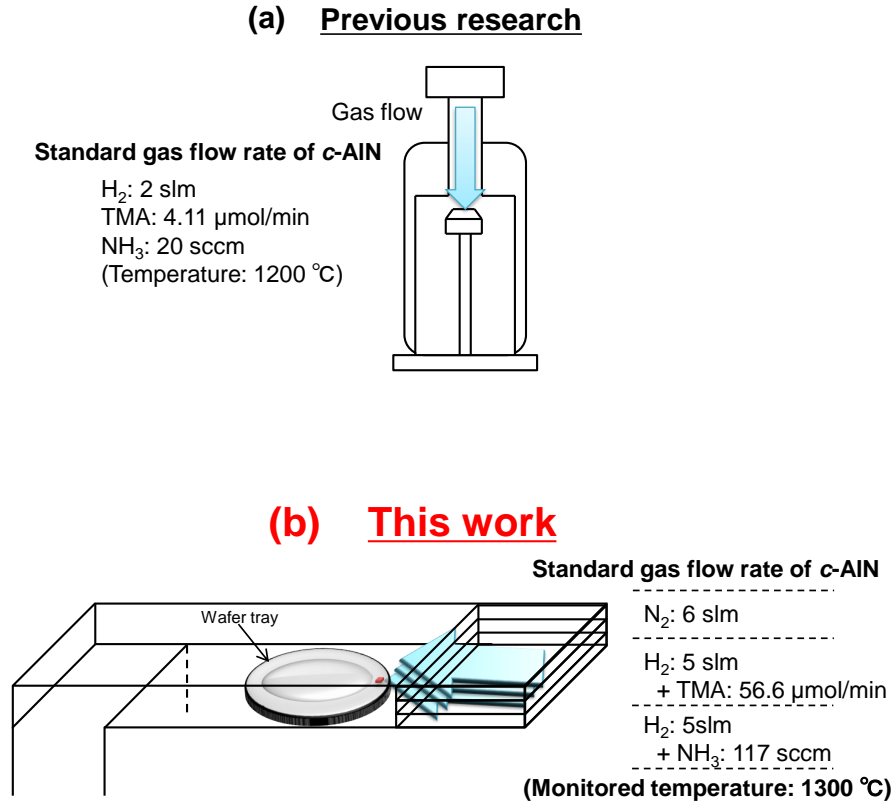 (a) Previous research
Gas flow
Standard gas flow rate of c-AlN
H₂: 2 slm
TMA: 4.11 μmol/min
NH₃: 20 sccm
(Temperature: 1200 ℃)
(b) This work
Standard gas flow rate of c-AlN
Wafer tray
N₂: 6 slm
H₂: 5 slm
+ TMA: 56.6 μmol/min
H₂: 5slm
+ NH₃: 117 sccm
(Monitored temperature: 1300 ℃)